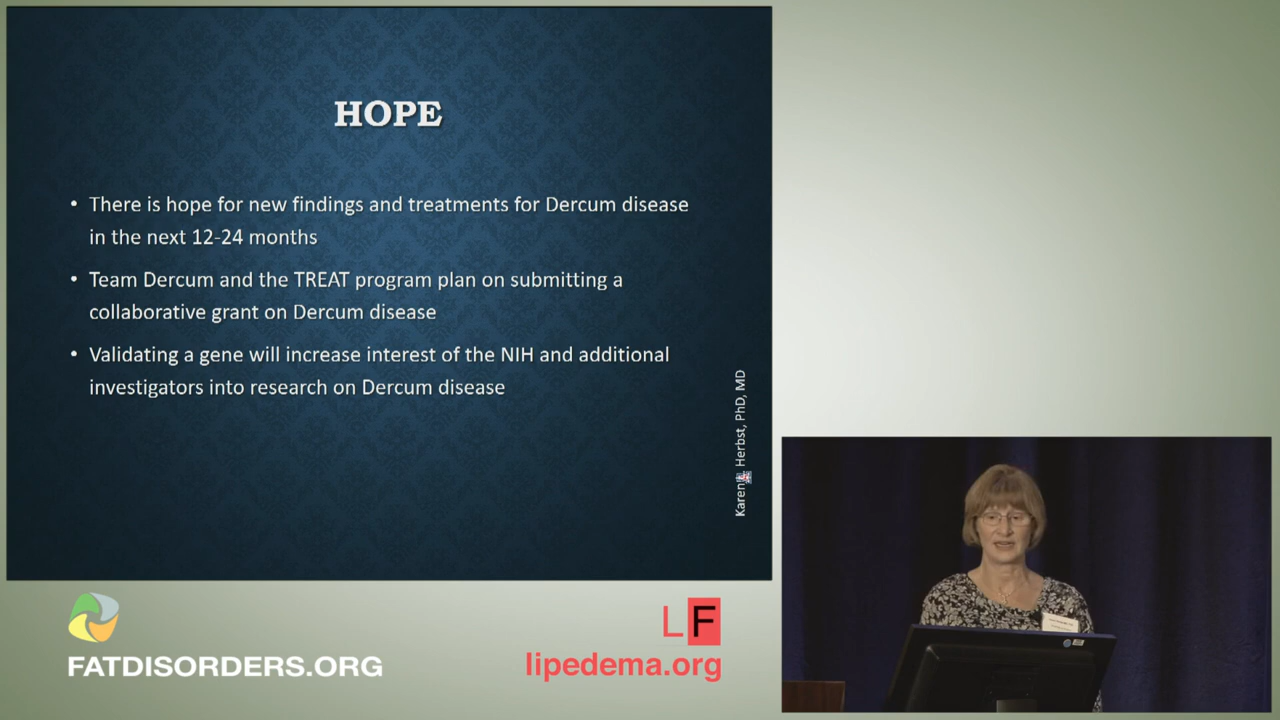 HOPE
• There is hope for new findings and treatments for Dercum disease
in the next 12-24 months
• Team Dercum and the TREAT program plan on submitting a
collaborative grant on Dercum disease
• Validating a gene will increase interest of the NIH and additional
investigators into research on Dercum disease
Karen Herbst, PhD, MD
FATDISORDERS.ORG
LF
lipedema.org